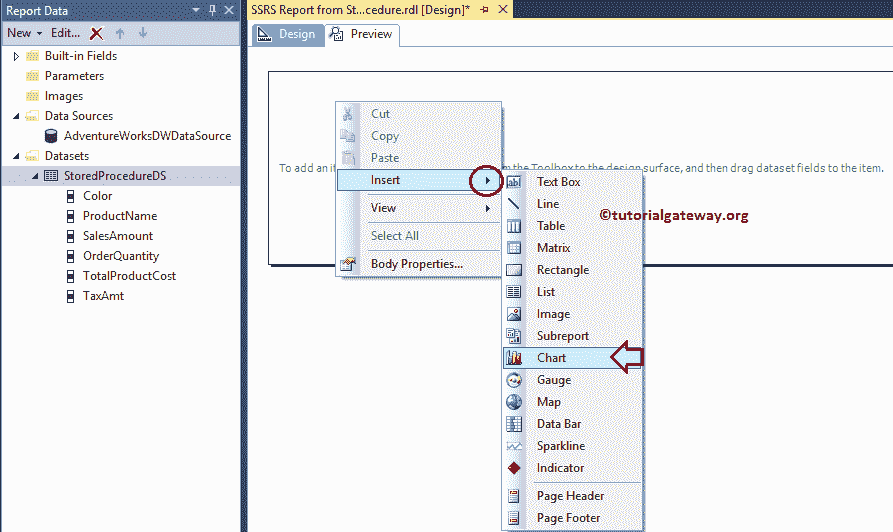 Report Data
New Edit...
Built-in Fields
Parameters
Images
Data Sources
AdventureWorksDWDataSource
Datasets
StoredProcedureDS
Color
ProductName
SalesAmount
OrderQuantity
TotalProductCost
TaxAmt
SSRS Report from St...cedure.rdl [Design]*
Design Preview
To add an it m the Toolbox to the design surface, and then drag dataset fields to the item.
Cut
Copy
Paste
Insert
View
Select All
Body Properties...
ab|
Text Box
Line
Table
Matrix
Rectangle
List
Image
Subreport
Chart
Gauge
Map
Data Bar
Sparkline
Indicator
Page Header
Page Footer
©tutorialgateway.org